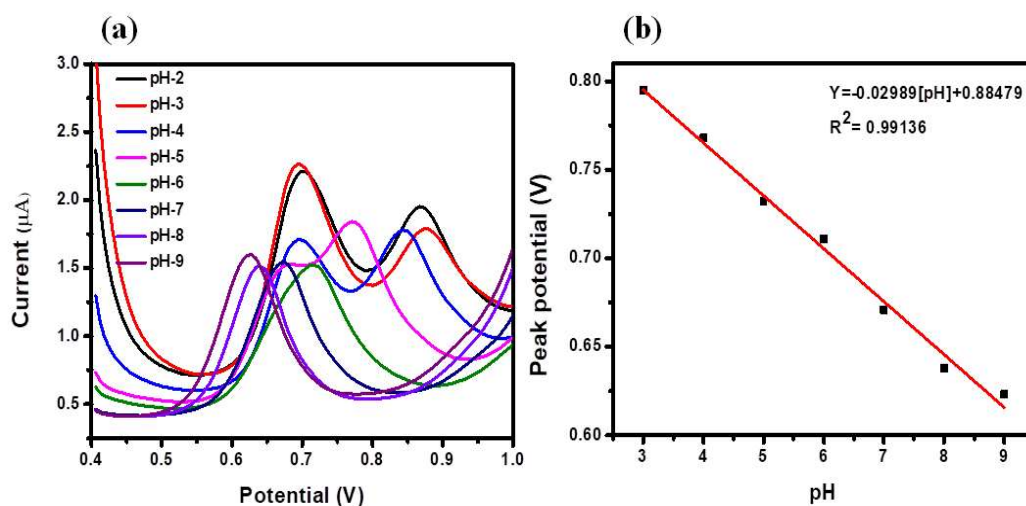 (a)
3.0
2.5
2.0
1.5
1.0
0.5
Current (µA)
pH-2
pH-3
pH-4
pH-5
pH-6
pH-7
pH-8
pH-9
0.4 0.5 0.6 0.7 0.8 0.9 1.0
Potential (V)
(b)
0.80
0.75
0.70
0.65
0.60
Peak potential (V)
Y=-0.02989[pH]+0.88479
R²= 0.99136
3 4 5 6 7 8 9
pH